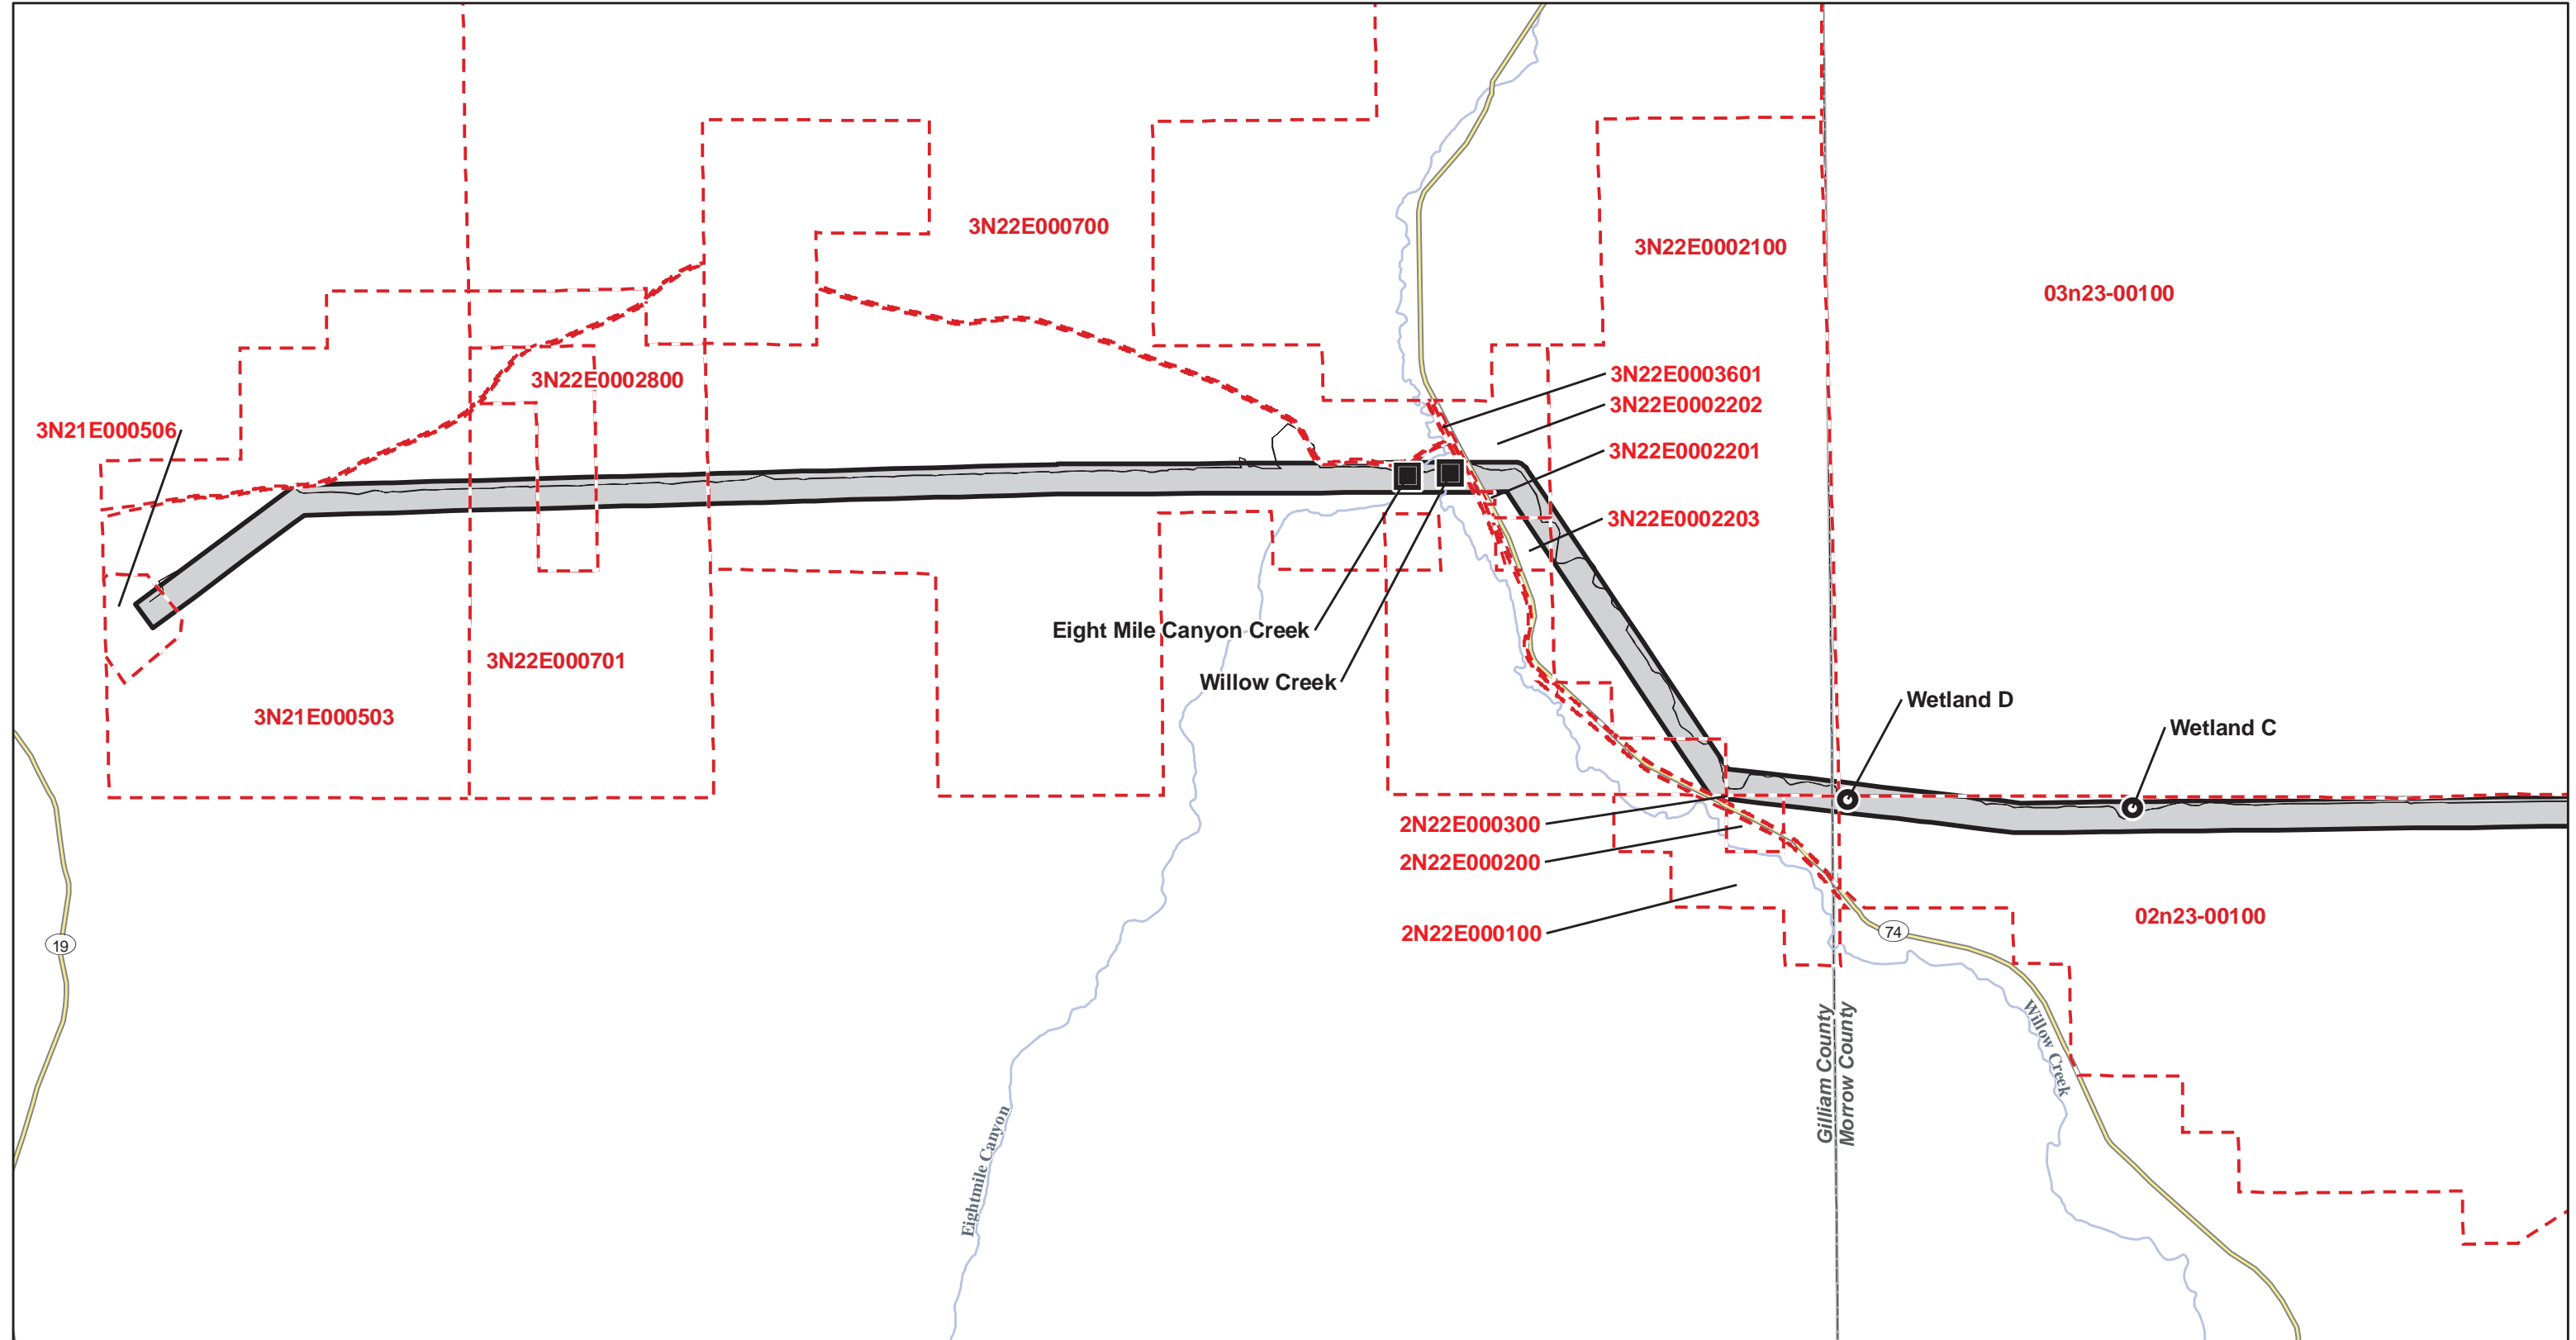 3N22E000700
3N22E0002100
03n23-00100
3N22E0003601
3N22E0002800
3N22E0002202
3N21E000506
3N22E0002201
3N22E0002203
Eight Mile Canyon Creek
3N22E000701
Willow Creek
Wetland D
3N21E000503
Wetland C
2N22E000300
2N22E000200
02n23-00100
2N22E000100
74
19
Willow Creek
Gilliam County
Morrow County
Eightmile Canyon